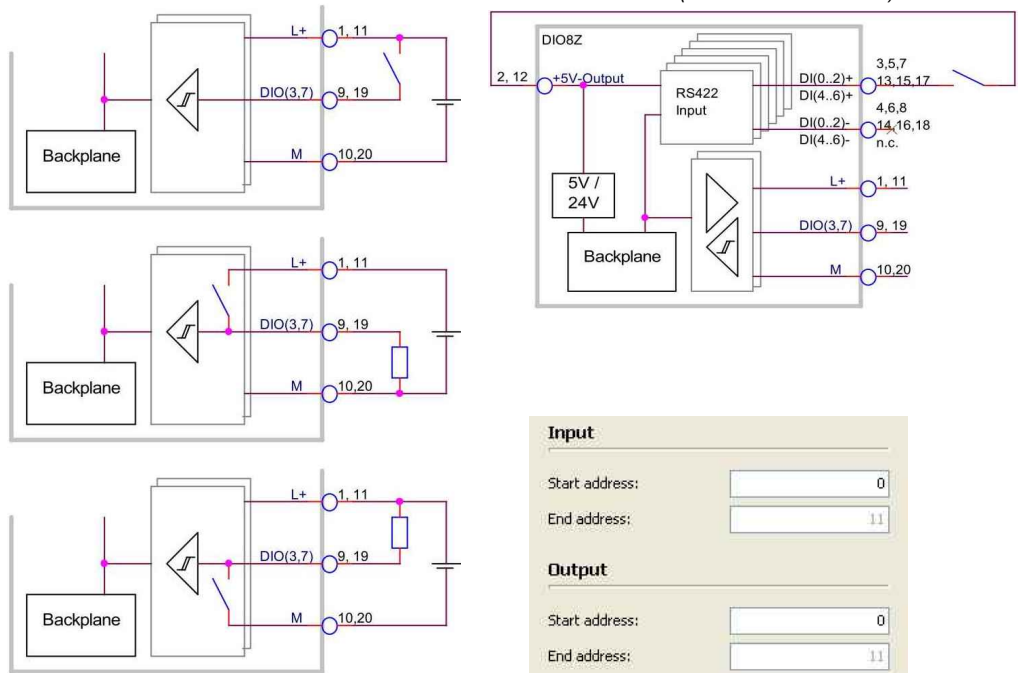 L+
1, 11
DIO(3,7)
9, 19
Backplane
M
10,20
L+
1, 11
DIO(3,7)
9, 19
Backplane
M
10,20
L+
1, 11
DIO(3,7)
9, 19
Backplane
M
10,20
DIO8Z
2, 12
+5V-Output
RS422
Input
DI(0..2)+
DI(4..6)+
3,5,7
13,15,17
DI(0..2)-
DI(4..6)-
4,6,8
14,16,18
n.c.
5V /
24V
Backplane
L+
1, 11
DIO(3,7)
9, 19
M
10,20
Input
Start address:
0
End address:
11
Output
Start address:
0
End address:
11